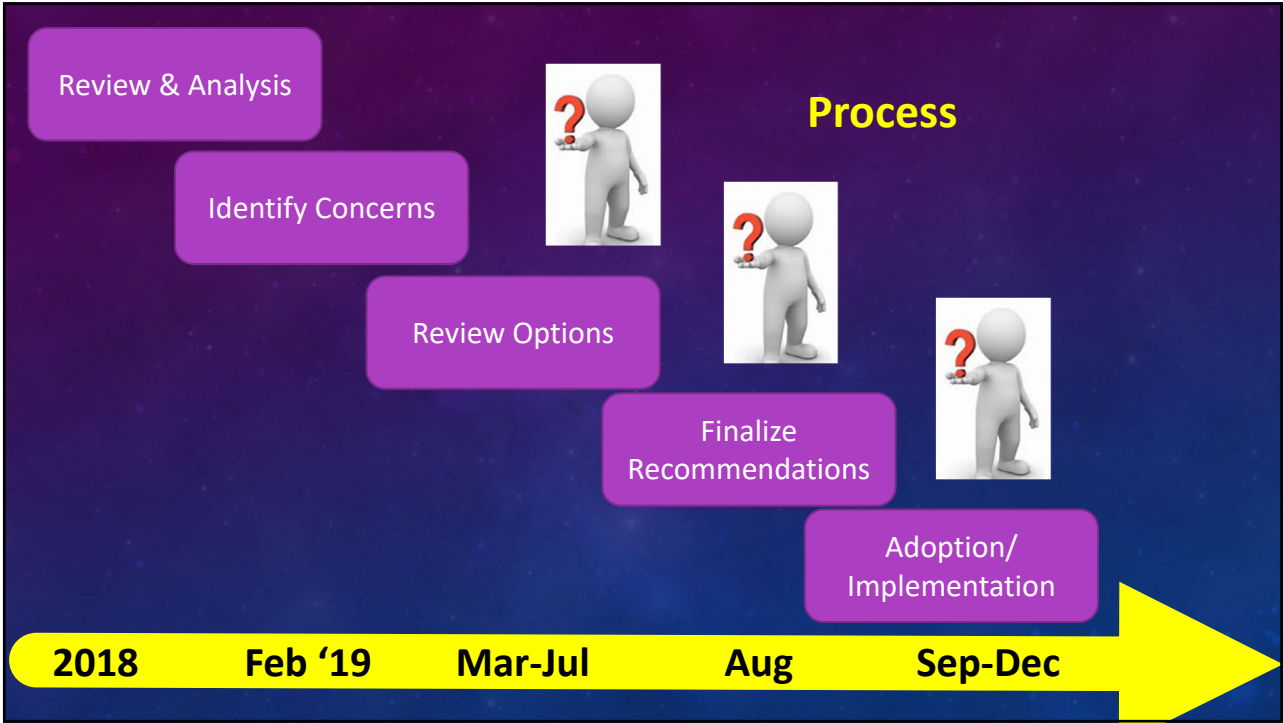 Process
Review & Analysis
Identify Concerns
?
Review Options
?
Finalize
Recommendations
?
Adoption/
Implementation
2018
Feb ‘19
Mar-Jul
Aug
Sep-Dec